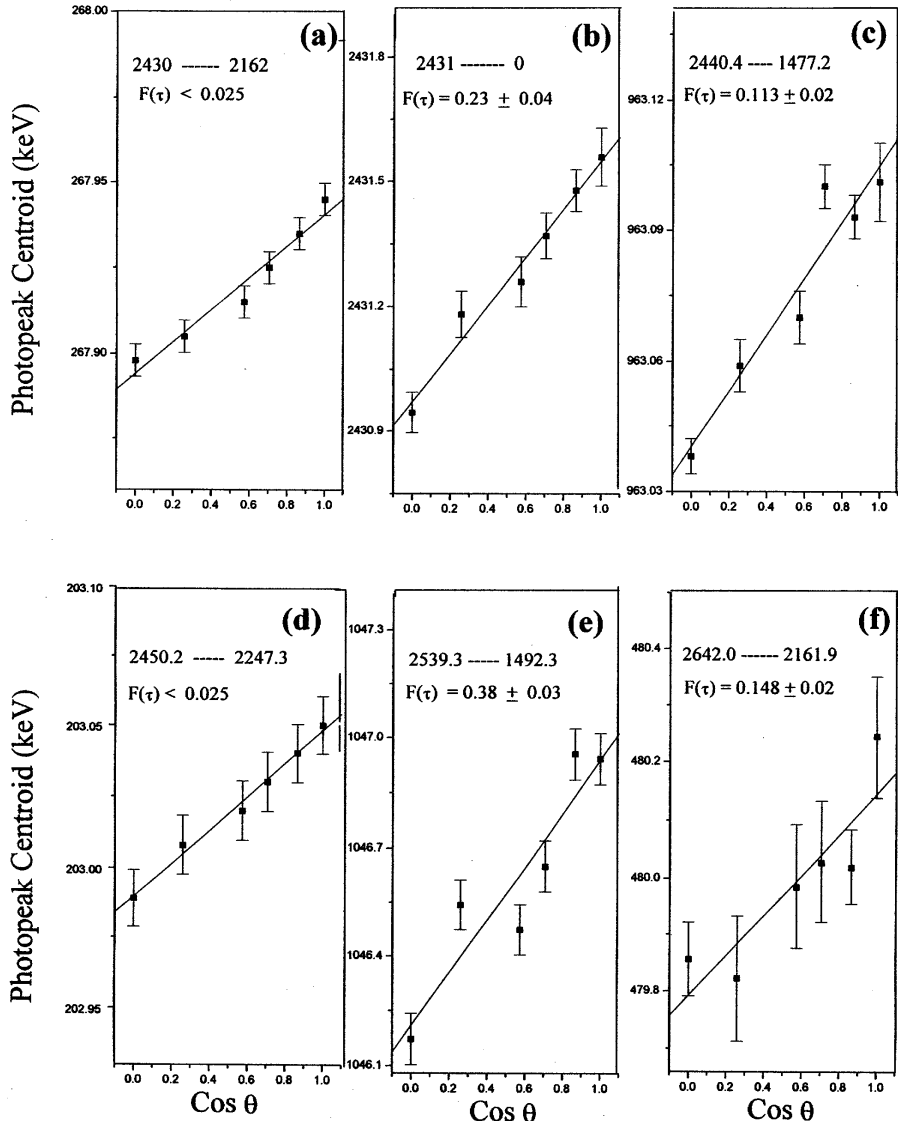 Photopeak Centroid (keV)
(a)
2430 ------ 2162
F(τ) < 0.025
268.00
267.95
267.90
0.0 0.2 0.4 0.6 0.8 1.0
(b)
2431 ------- 0
F(τ) = 0.23 ± 0.04
2431.8
2431.5
2431.2
2430.9
0.0 0.2 0.4 0.6 0.8 1.0
(c)
2440.4 ---- 1477.2
F(τ) = 0.113 ± 0.02
963.12
963.09
963.06
963.03
0.0 0.2 0.4 0.6 0.8 1.0
Photopeak Centroid (keV)
(d)
2450.2 ----- 2247.3
F(τ) < 0.025
203.10
203.05
203.00
202.95
0.0 0.2 0.4 0.6 0.8 1.0
Cos θ
(e)
2539.3 ----- 1492.3
F(τ) = 0.38 ± 0.03
1047.3
1047.0
1046.7
1046.4
1046.1
0.0 0.2 0.4 0.6 0.8 1.0
Cos θ
(f)
2642.0 ------ 2161.9
F(τ) = 0.148 ± 0.02
480.4
480.2
480.0
479.8
0.0 0.2 0.4 0.6 0.8 1.0
Cos θ